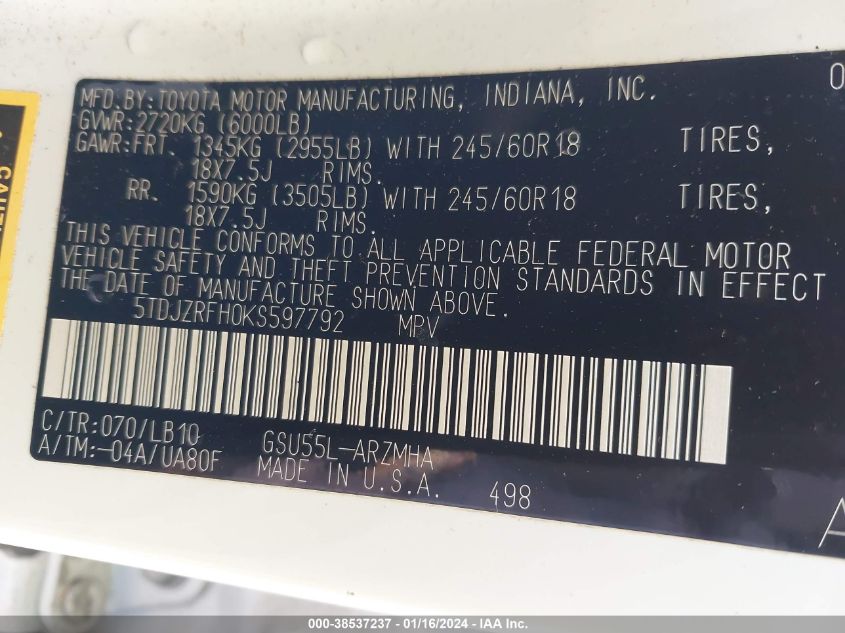 MFD.BY:TOYOTA MOTOR MANUFACTURING, INDIANA, INC. 0
GVWR:2720KG (6000LB)
GAWR:FRT. 1345KG (2955LB) WITH 245/60R18 TIRES,
18X7.5J RIMS.
RR. 1590KG (3505LB) WITH 245/60R18 TIRES,
18X7.5J RIMS.
THIS VEHICLE CONFORMS TO ALL APPLICABLE FEDERAL MOTOR
VEHICLE SAFETY AND THEFT PREVENTION STANDARDS IN EFFECT
THE DATE OF MANUFACTURE SHOWN ABOVE.
5TDJZRFH0KS597792 MPV
C/TR:070/LB10 GSU55L-ARZMHA
A/TM:-04A/UA80F MADE IN U.S.A. 498
A
CAUTI
000-38537237 - 01/16/2024 - IAA Inc.